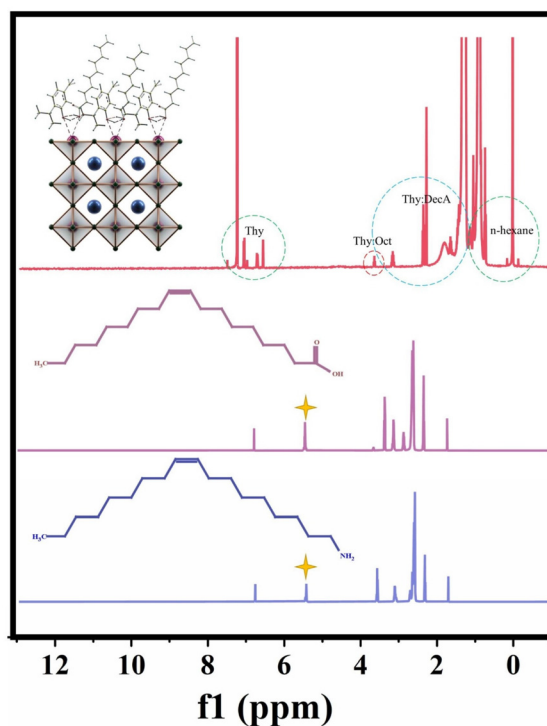 Thy
Thy:Oct
Thy:DecA
n-hexane
O
H₃C
OH
H₃C
NH₂
12 10 8 6 4 2 0
f1 (ppm)